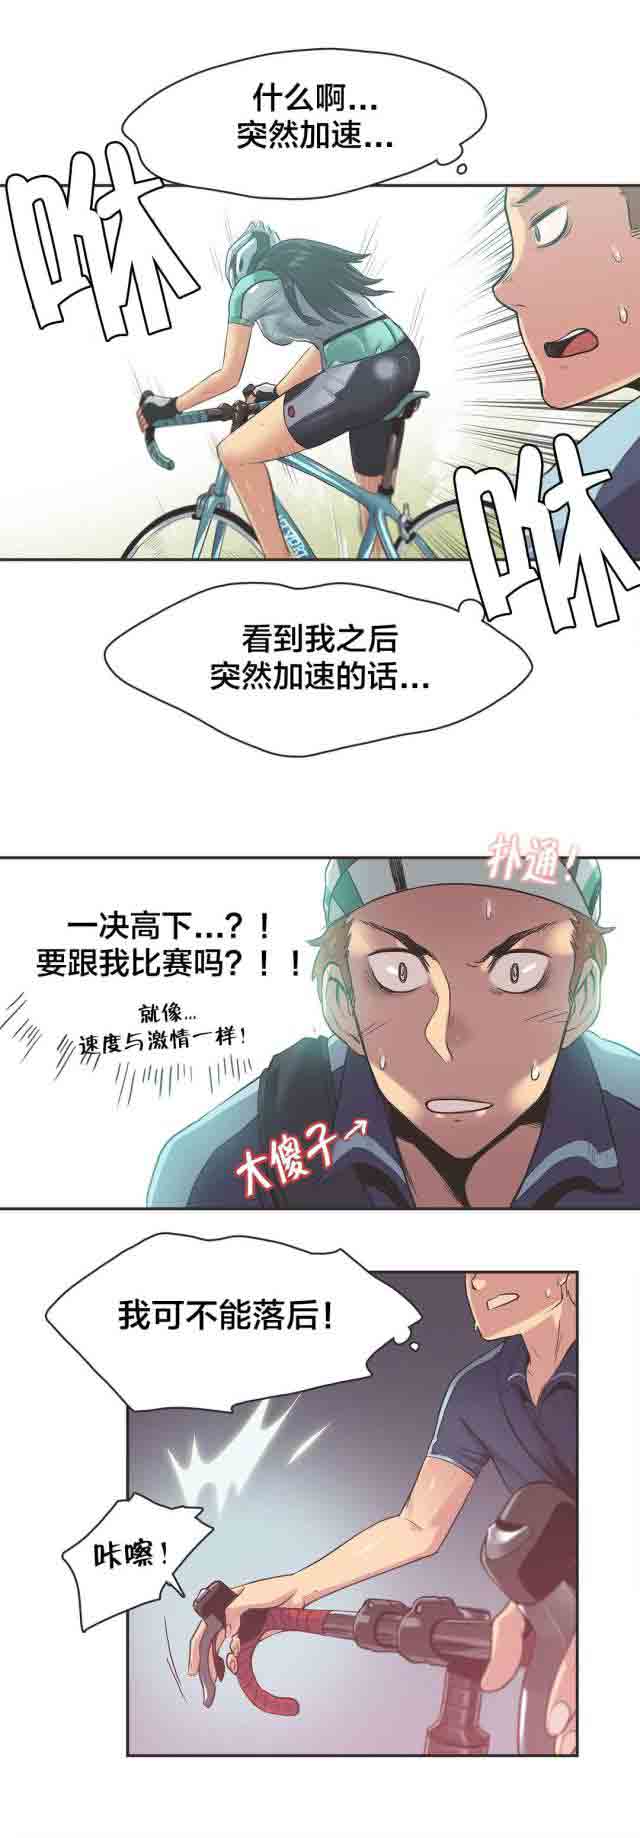 什么啊...
突然加速...
咻
咻
看到我之后
突然加速的话...
扑通!
一决高下...?!
要跟我比赛吗?!!
就像...
速度与激情一样!
大傻子→
我可不能落后!
咔嚓!